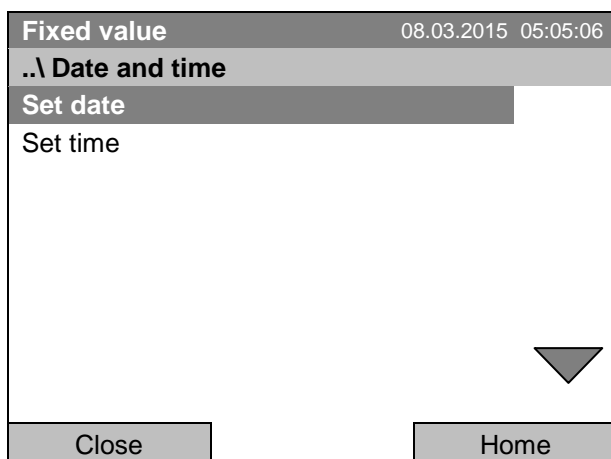 Fixed value 08.03.2015 05:05:06
..\ Date and time
Set date
Set time
Close Home